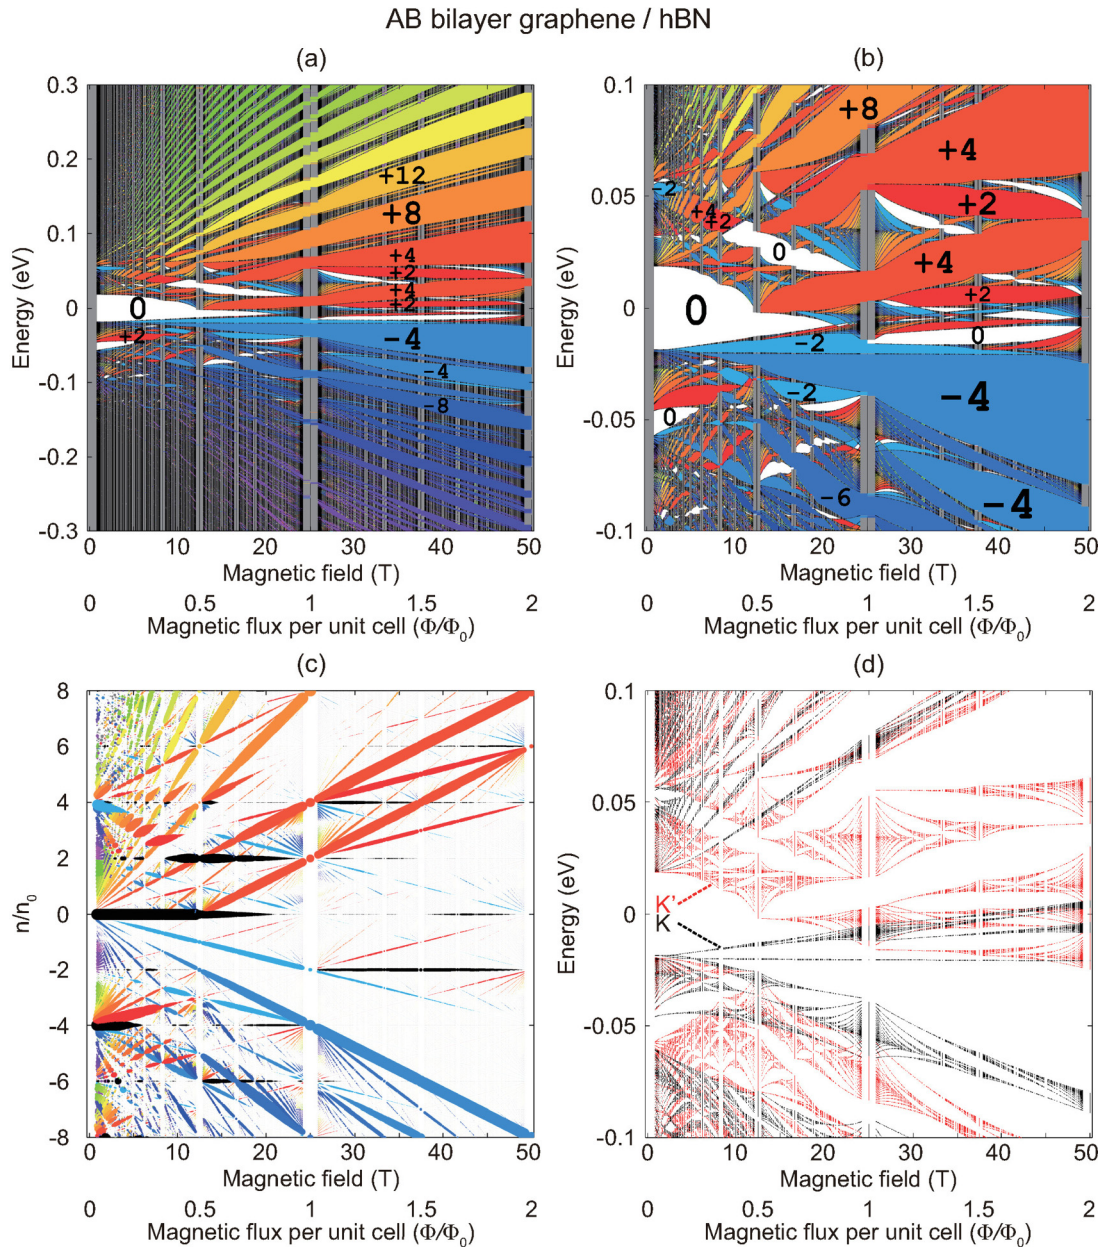 AB bilayer graphene / hBN
(a)
0.3
0.2
0.1
0
-0.1
-0.2
-0.3
Energy (eV)
+12
+8
+4
+2
+4
+2
0
+2
-4
-4
-8
0 10 20 30 40 50
Magnetic field (T)
0 0.5 1 1.5 2
Magnetic flux per unit cell (Φ/Φ0)
(b)
0.1
0.05
0
-0.05
-0.1
Energy (eV)
+8
+4
-2
+4
+2
+2
0
+4
0
+2
0
-2
-2
-4
0
-6
-4
0 10 20 30 40 50
Magnetic field (T)
0 0.5 1 1.5 2
Magnetic flux per unit cell (Φ/Φ0)
(c)
8
6
4
2
0
-2
-4
-6
-8
n/n0
0 10 20 30 40 50
Magnetic field (T)
0 0.5 1 1.5 2
Magnetic flux per unit cell (Φ/Φ0)
(d)
0.1
0.05
0
-0.05
-0.1
Energy (eV)
K'
K
0 10 20 30 40 50
Magnetic field (T)
0 0.5 1 1.5 2
Magnetic flux per unit cell (Φ/Φ0)